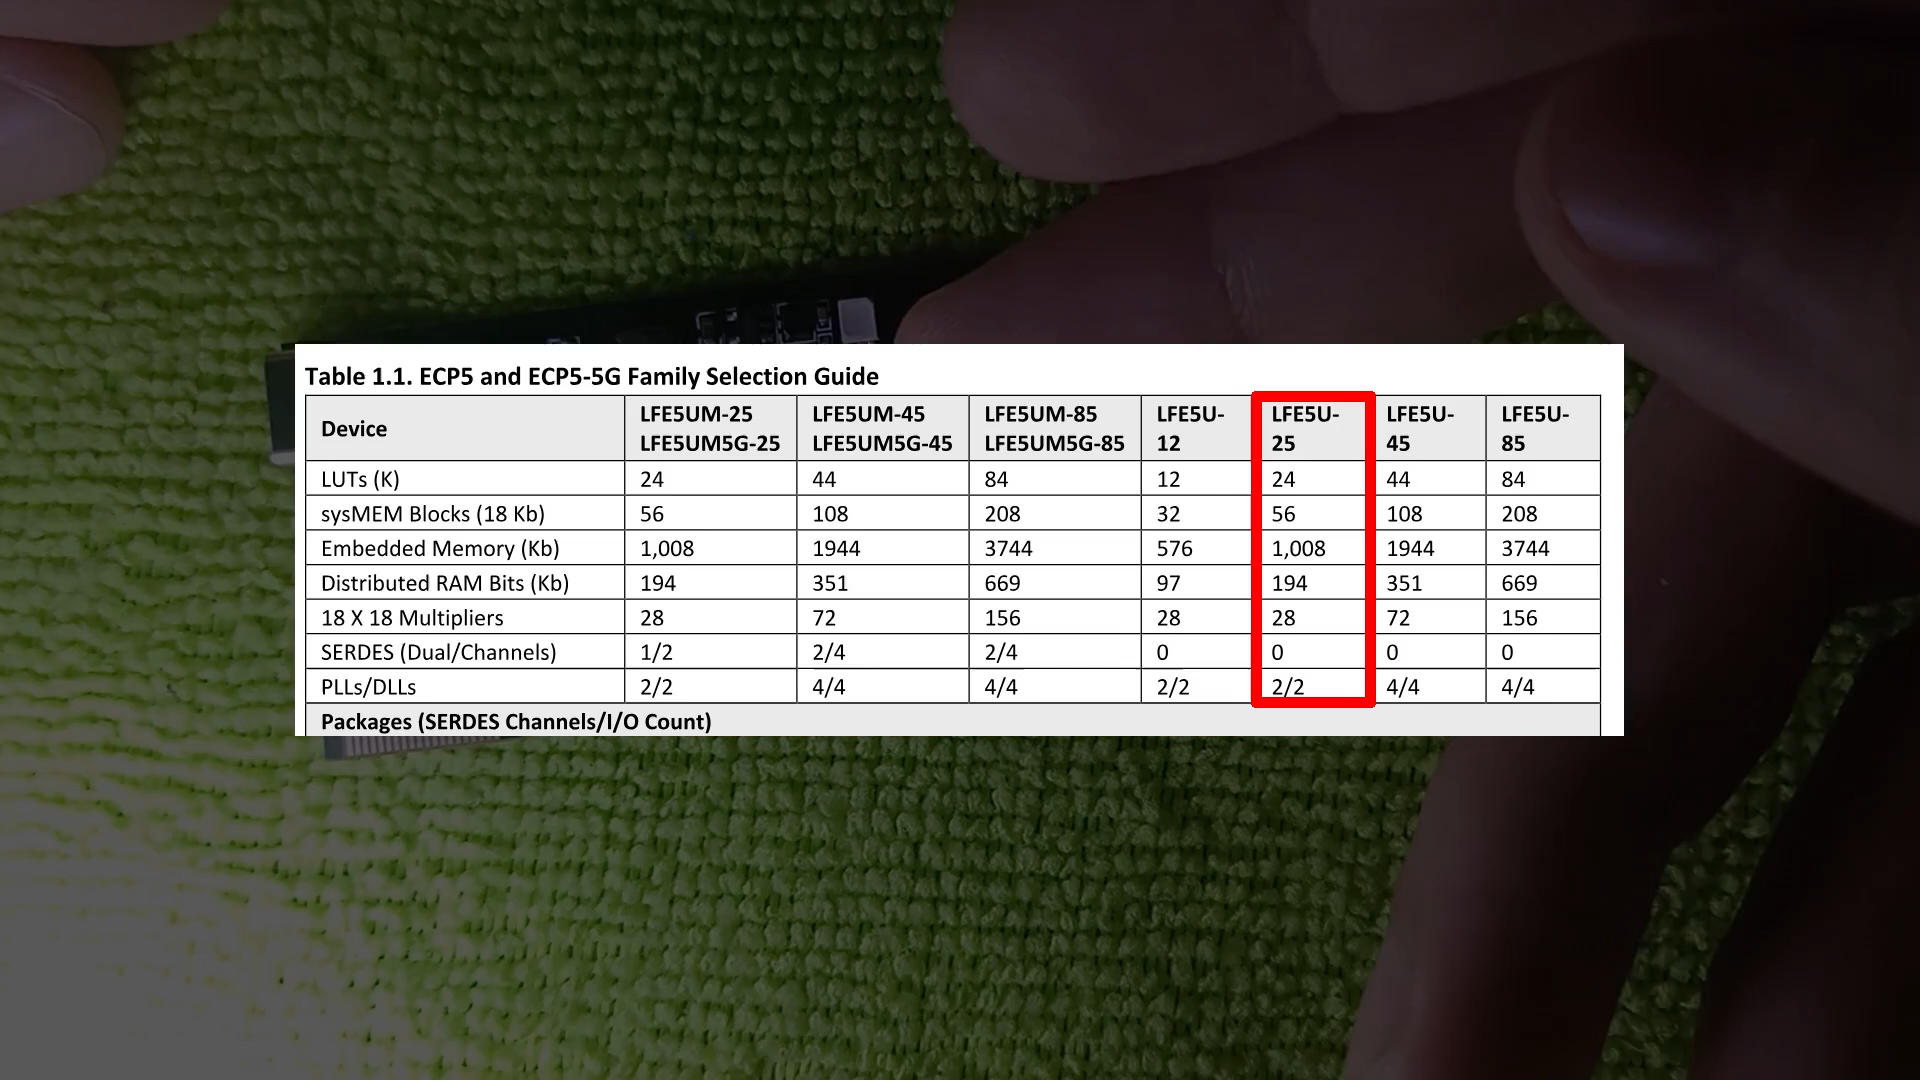 Table 1.1. ECP5 and ECP5-5G Family Selection Guide
Device LFE5UM-25 LFE5UM5G-25 LFE5UM-45 LFE5UM5G-45 LFE5UM-85 LFE5UM5G-85 LFE5U-12 LFE5U-25 LFE5U-45 LFE5U-85
LUTs (K) 24 44 84 12 24 44 84
sysMEM Blocks (18 Kb) 56 108 208 32 56 108 208
Embedded Memory (Kb) 1,008 1944 3744 576 1,008 1944 3744
Distributed RAM Bits (Kb) 194 351 669 97 194 351 669
18 X 18 Multipliers 28 72 156 28 28 72 156
SERDES (Dual/Channels) 1/2 2/4 2/4 0 0 0 0
PLLs/DLLs 2/2 4/4 4/4 2/2 2/2 4/4 4/4
Packages (SERDES Channels/I/O Count)